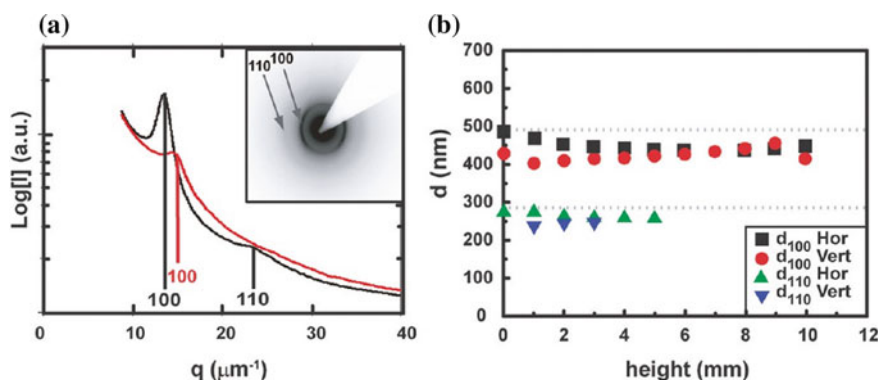 (a)
Log[I] (a.u.)
110
100
100
100
110
0 10 20 30 40
q (μm⁻¹)
(b)
d (nm)
700
600
500
400
300
200
100
0
d₁₀₀ Hor
d₁₀₀ Vert
d₁₁₀ Hor
d₁₁₀ Vert
0 2 4 6 8 10 12
height (mm)